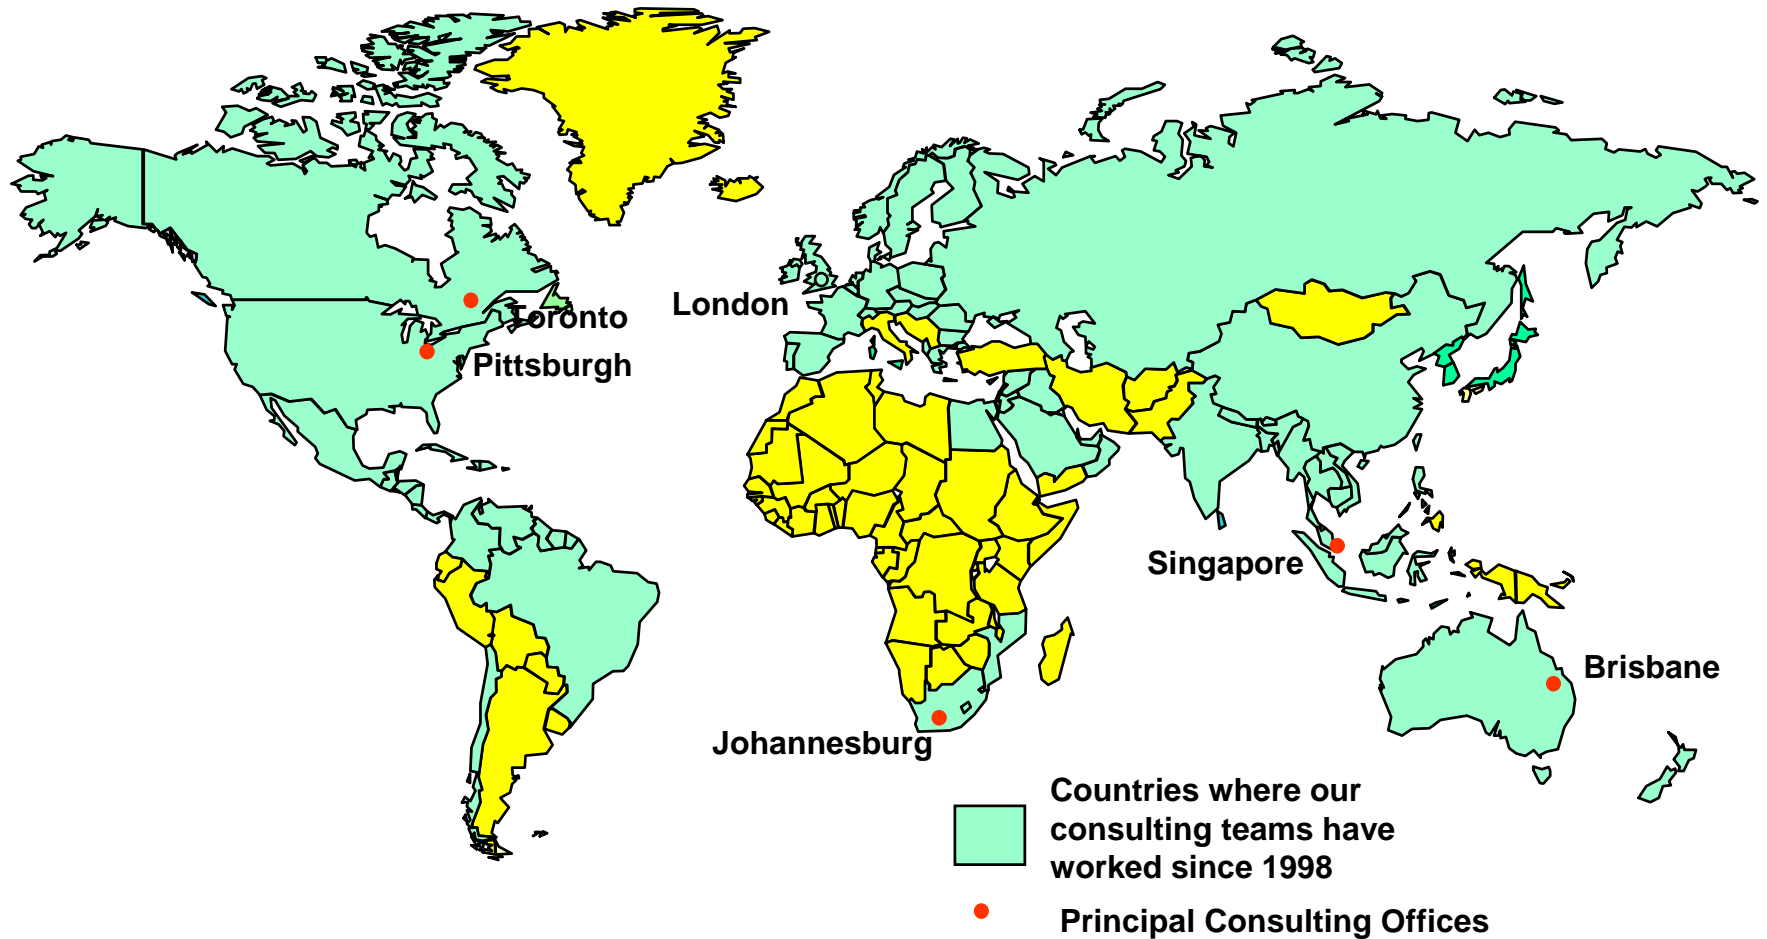 London
Toronto
Pittsburgh
Singapore
Brisbane
Johannesburg
Countries where our
consulting teams have
worked since 1998
Principal Consulting Offices